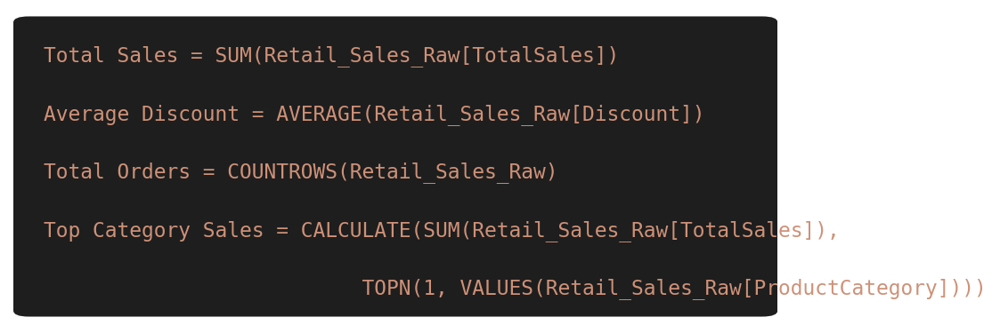 Total Sales = SUM(Retail_Sales_Raw[TotalSales])
Average Discount = AVERAGE(Retail_Sales_Raw[Discount])
Total Orders = COUNTROWS(Retail_Sales_Raw)
Top Category Sales = CALCULATE(SUM(Retail_Sales_Raw[TotalSales]),
TOPN(1, VALUES(Retail_Sales_Raw[ProductCategory])))